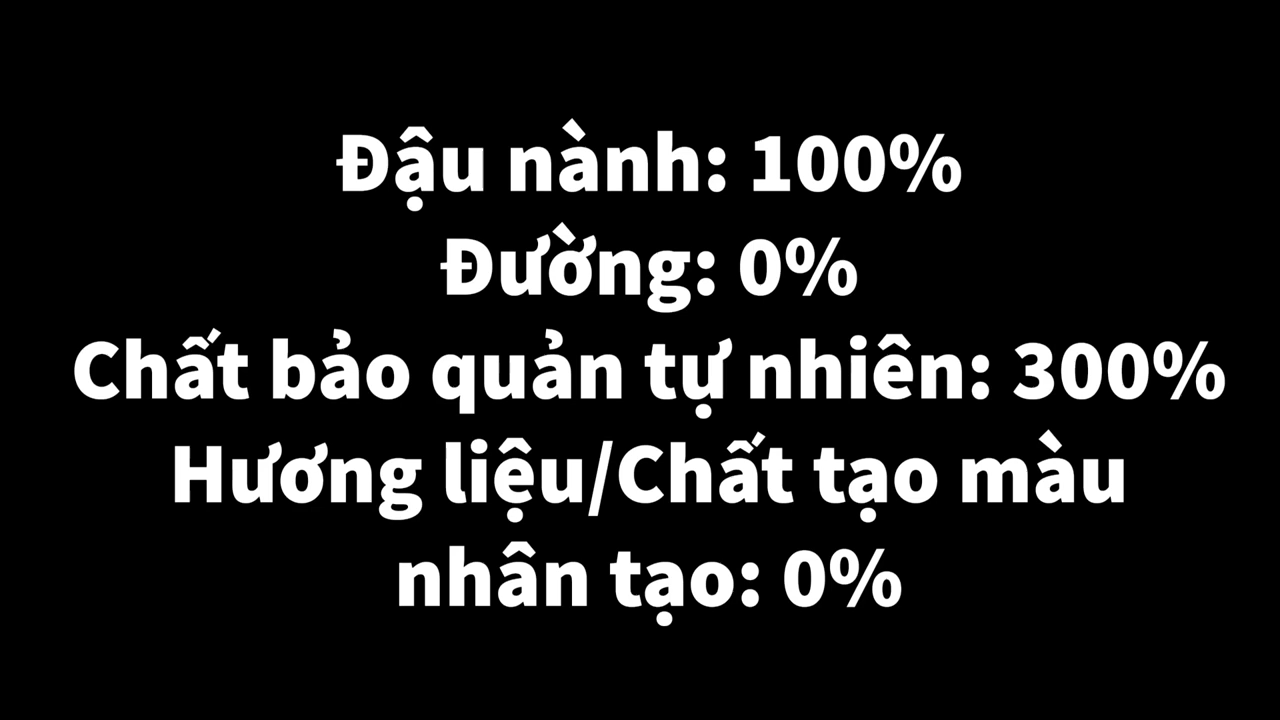 Đậu nành: 100%
Đường: 0%
Chất bảo quản tự nhiên: 300%
Hương liệu/Chất tạo màu
nhân tạo: 0%